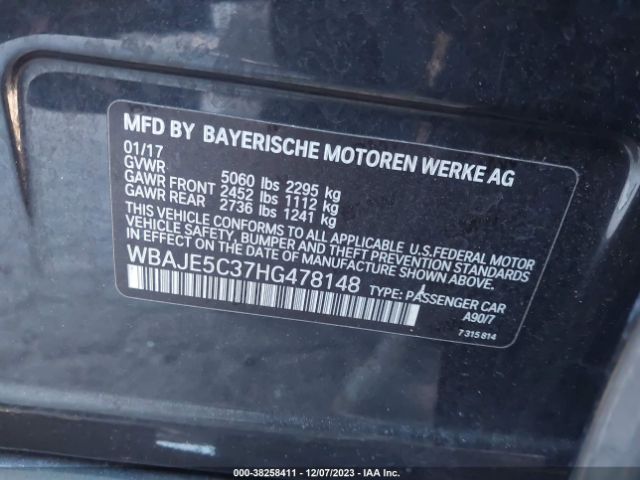 MFD BY BAYERISCHE MOTOREN WERKE AG
01/17
GVWR 5060 lbs 2295 kg
GAWR FRONT 2452 lbs 1112 kg
GAWR REAR 2736 lbs 1241 kg
THIS VEHICLE CONFORMS TO ALL APPLICABLE U.S.FEDERAL MOTOR
VEHICLE SAFETY, BUMPER AND THEFT PREVENTION STANDARDS
IN EFFECT ON THE DATE OF MANUFACTURE SHOWN ABOVE.
WBAJE5C37HG478148 TYPE: PASSENGER CAR
A90/7
7315814
000-38258411 - 12/07/2023 - IAA Inc.